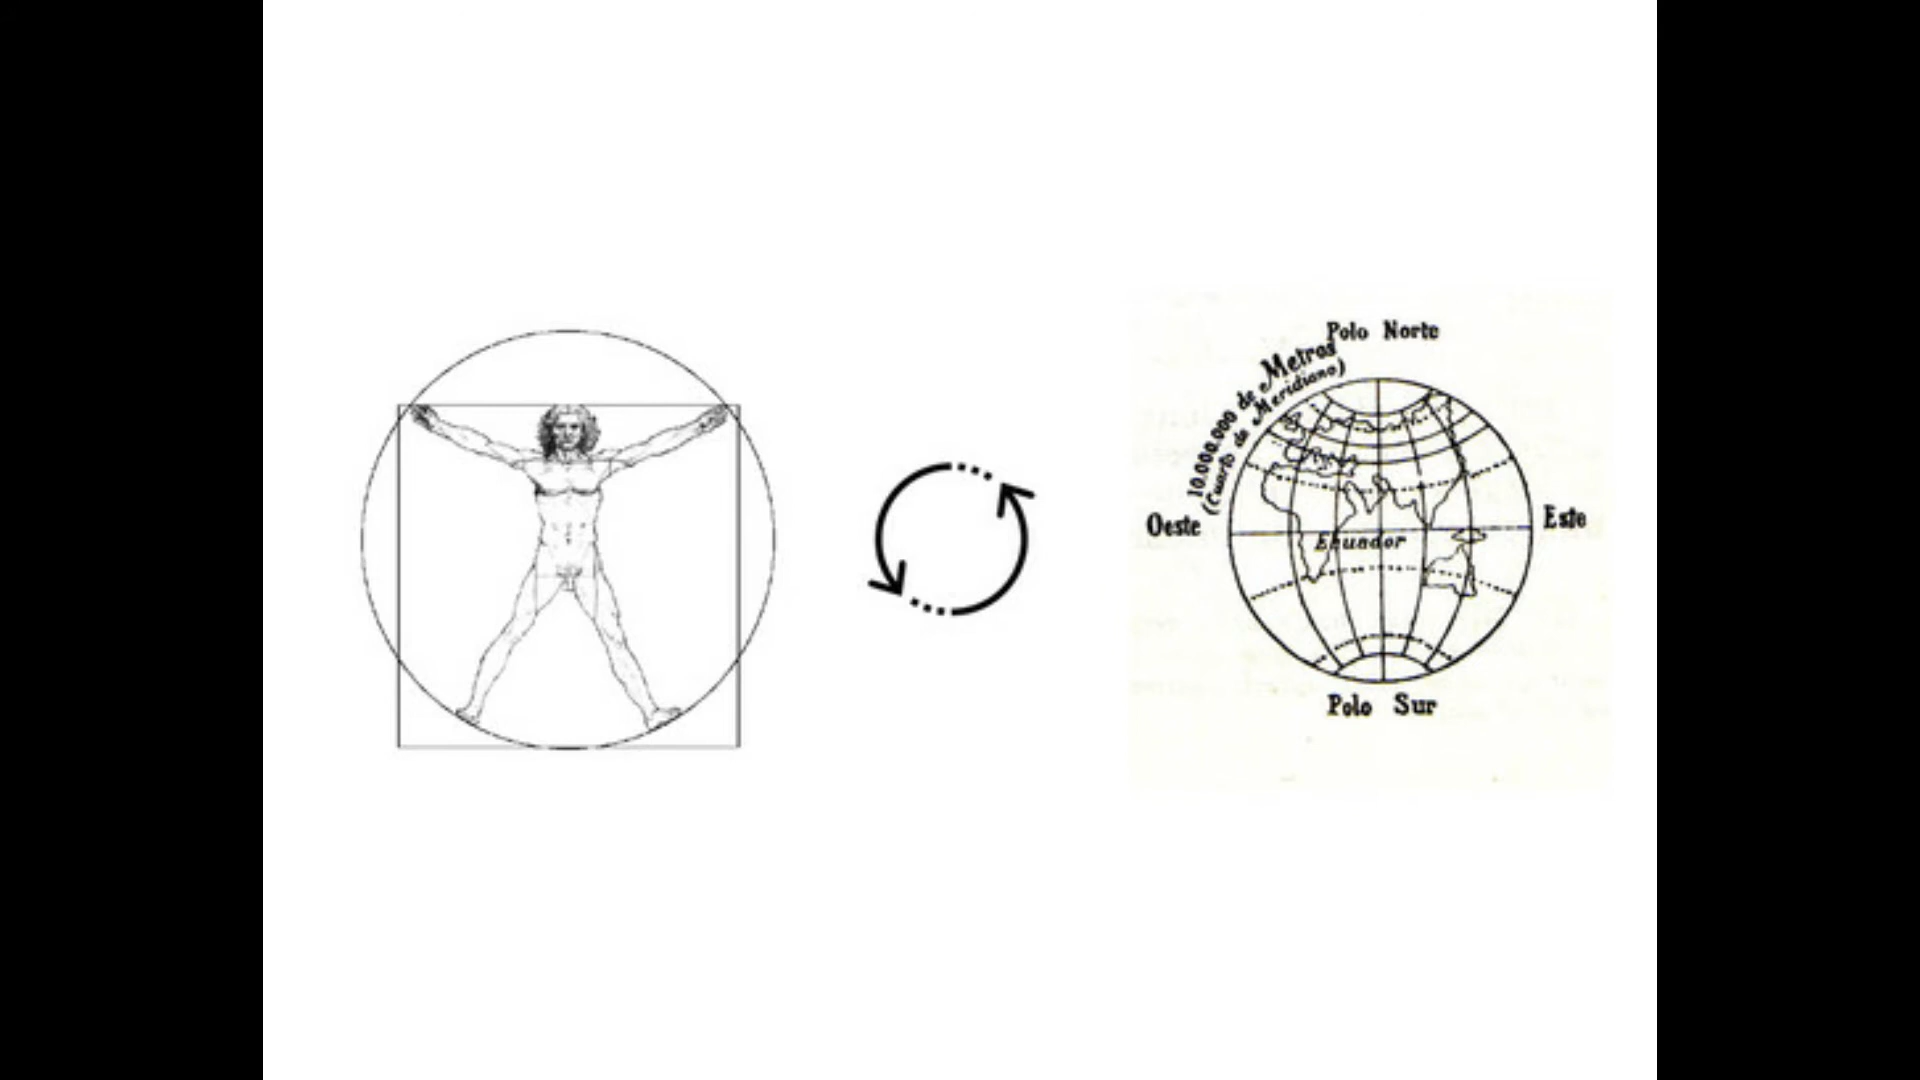 Polo Norte
10.000.000 de Metros
(Cuarto de Meridiano)
Oeste
Este
Ecuador
Polo Sur